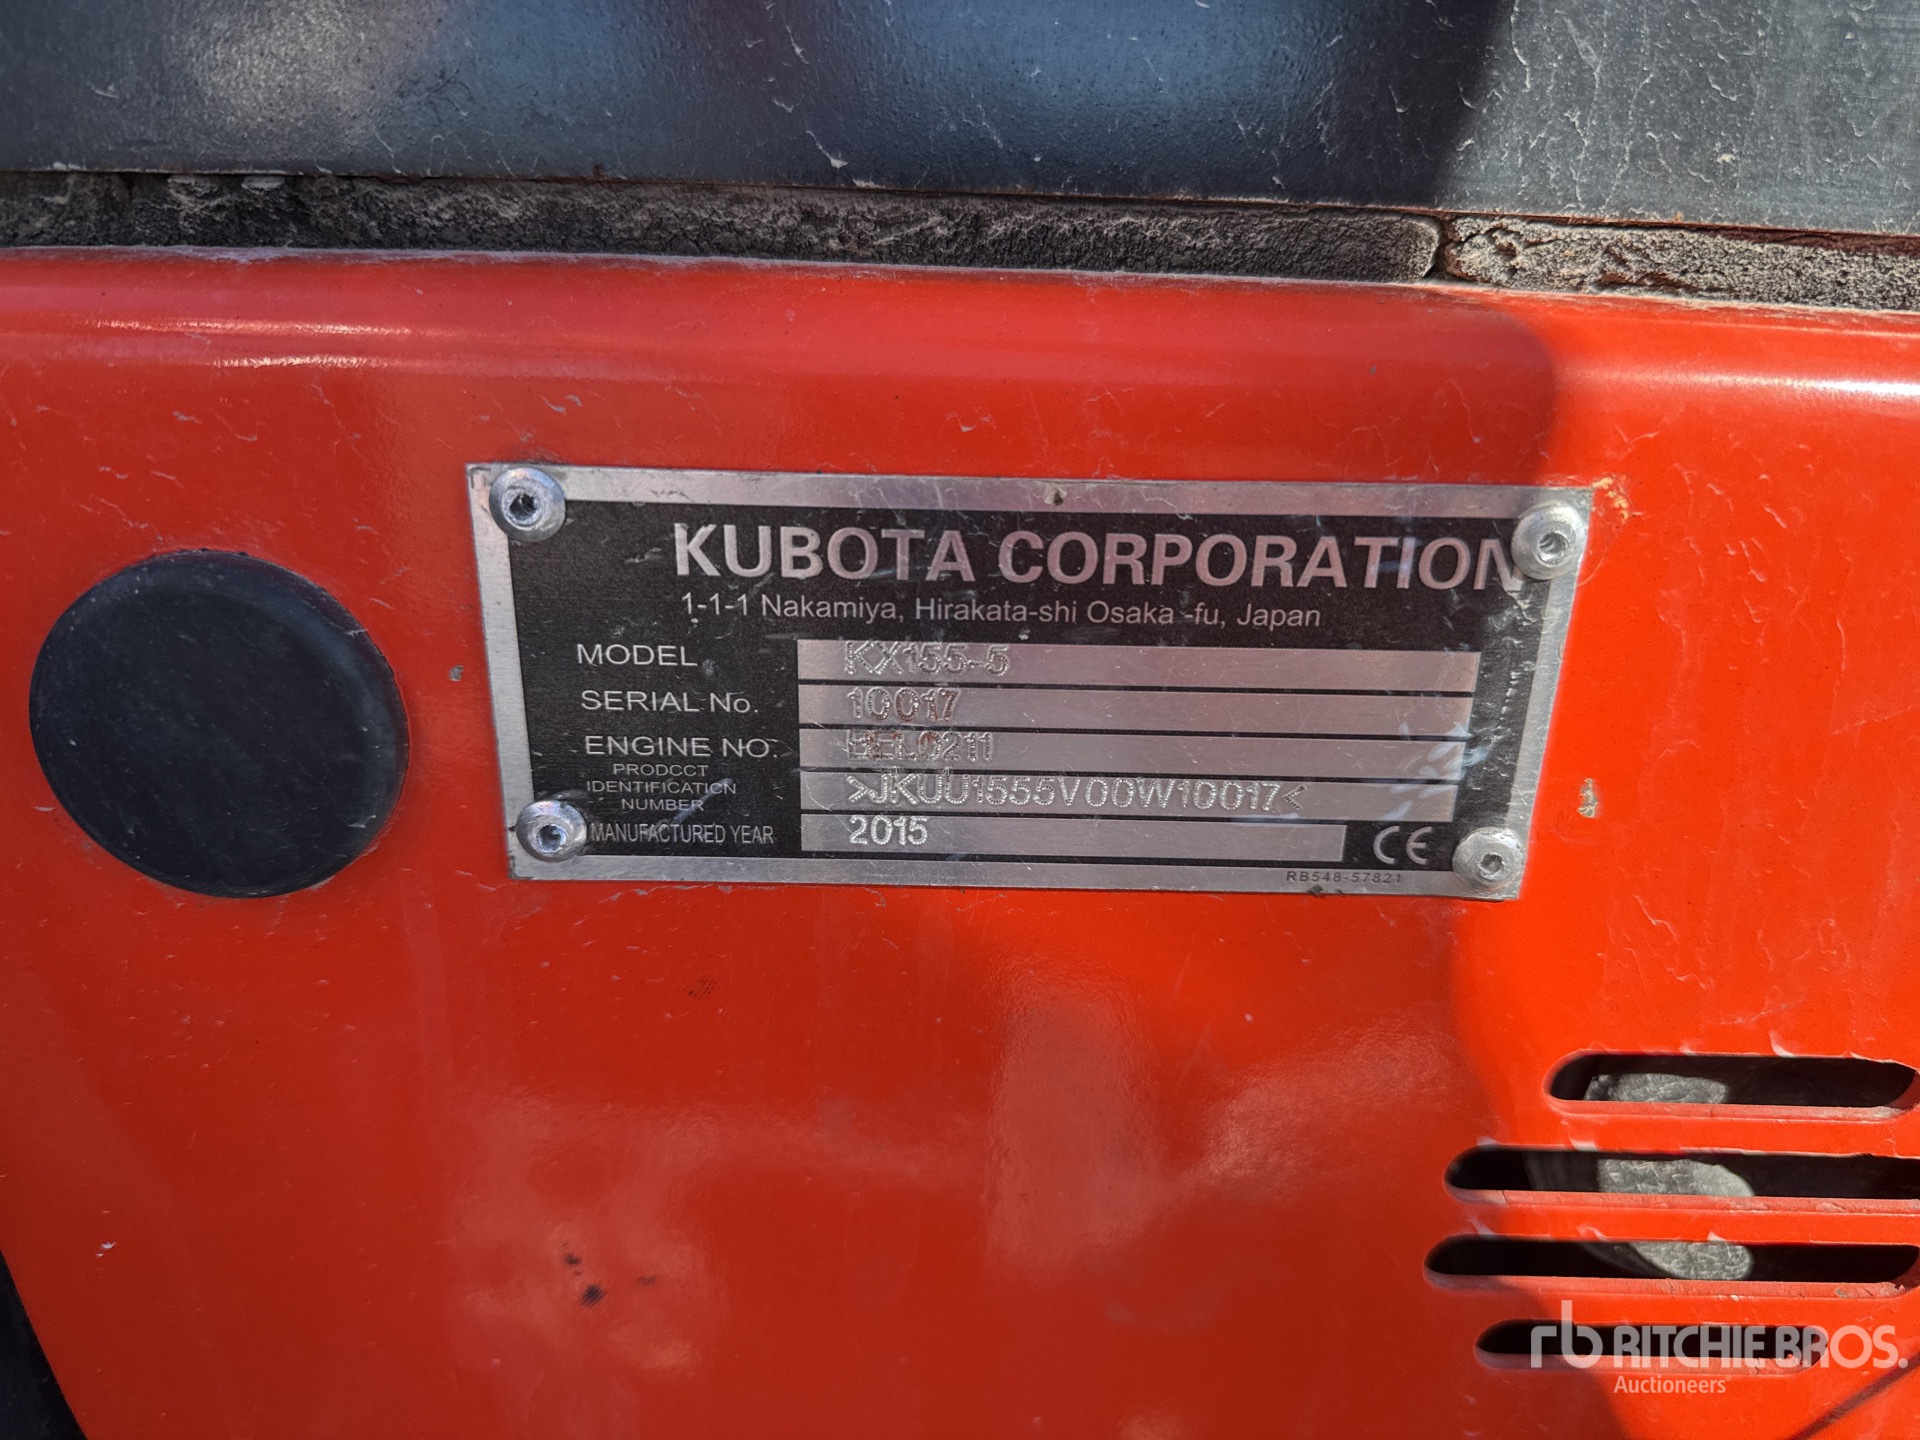 KUBOTA CORPORATION
1-1-1 Nakamiya, Hirakata-shi Osaka -fu, Japan
MODEL KX155-5
SERIAL No. 10017
ENGINE NO.
PRODCCT
IDENTIFICATION
NUMBER >JKUU1555V00W10017<
MANUFACTURED YEAR 2015 CE
RB548-57821
rb RITCHIE BROS.
Auctioneers